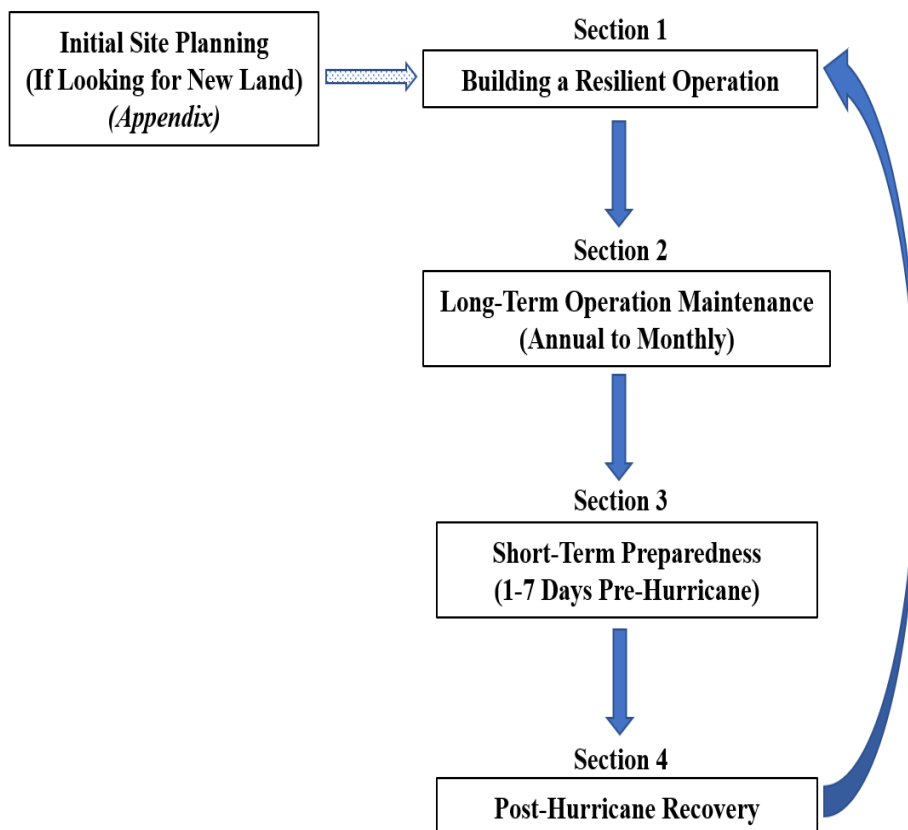 Initial Site Planning
(If Looking for New Land)
(Appendix)
Section 1
Building a Resilient Operation
Section 2
Long-Term Operation Maintenance
(Annual to Monthly)
Section 3
Short-Term Preparedness
(1-7 Days Pre-Hurricane)
Section 4
Post-Hurricane Recovery